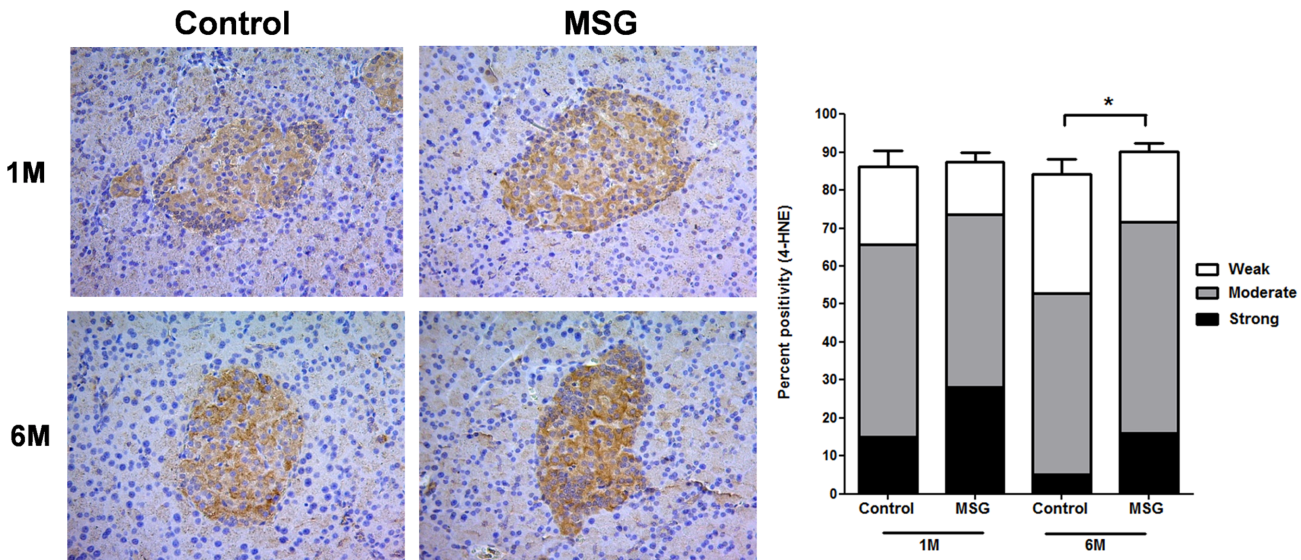 Control MSG
1M
6M
*
Percent positivity (4-HNE)
100
90
80
70
60
50
40
30
20
10
0
Control MSG Control MSG
1M 6M
Weak
Moderate
Strong